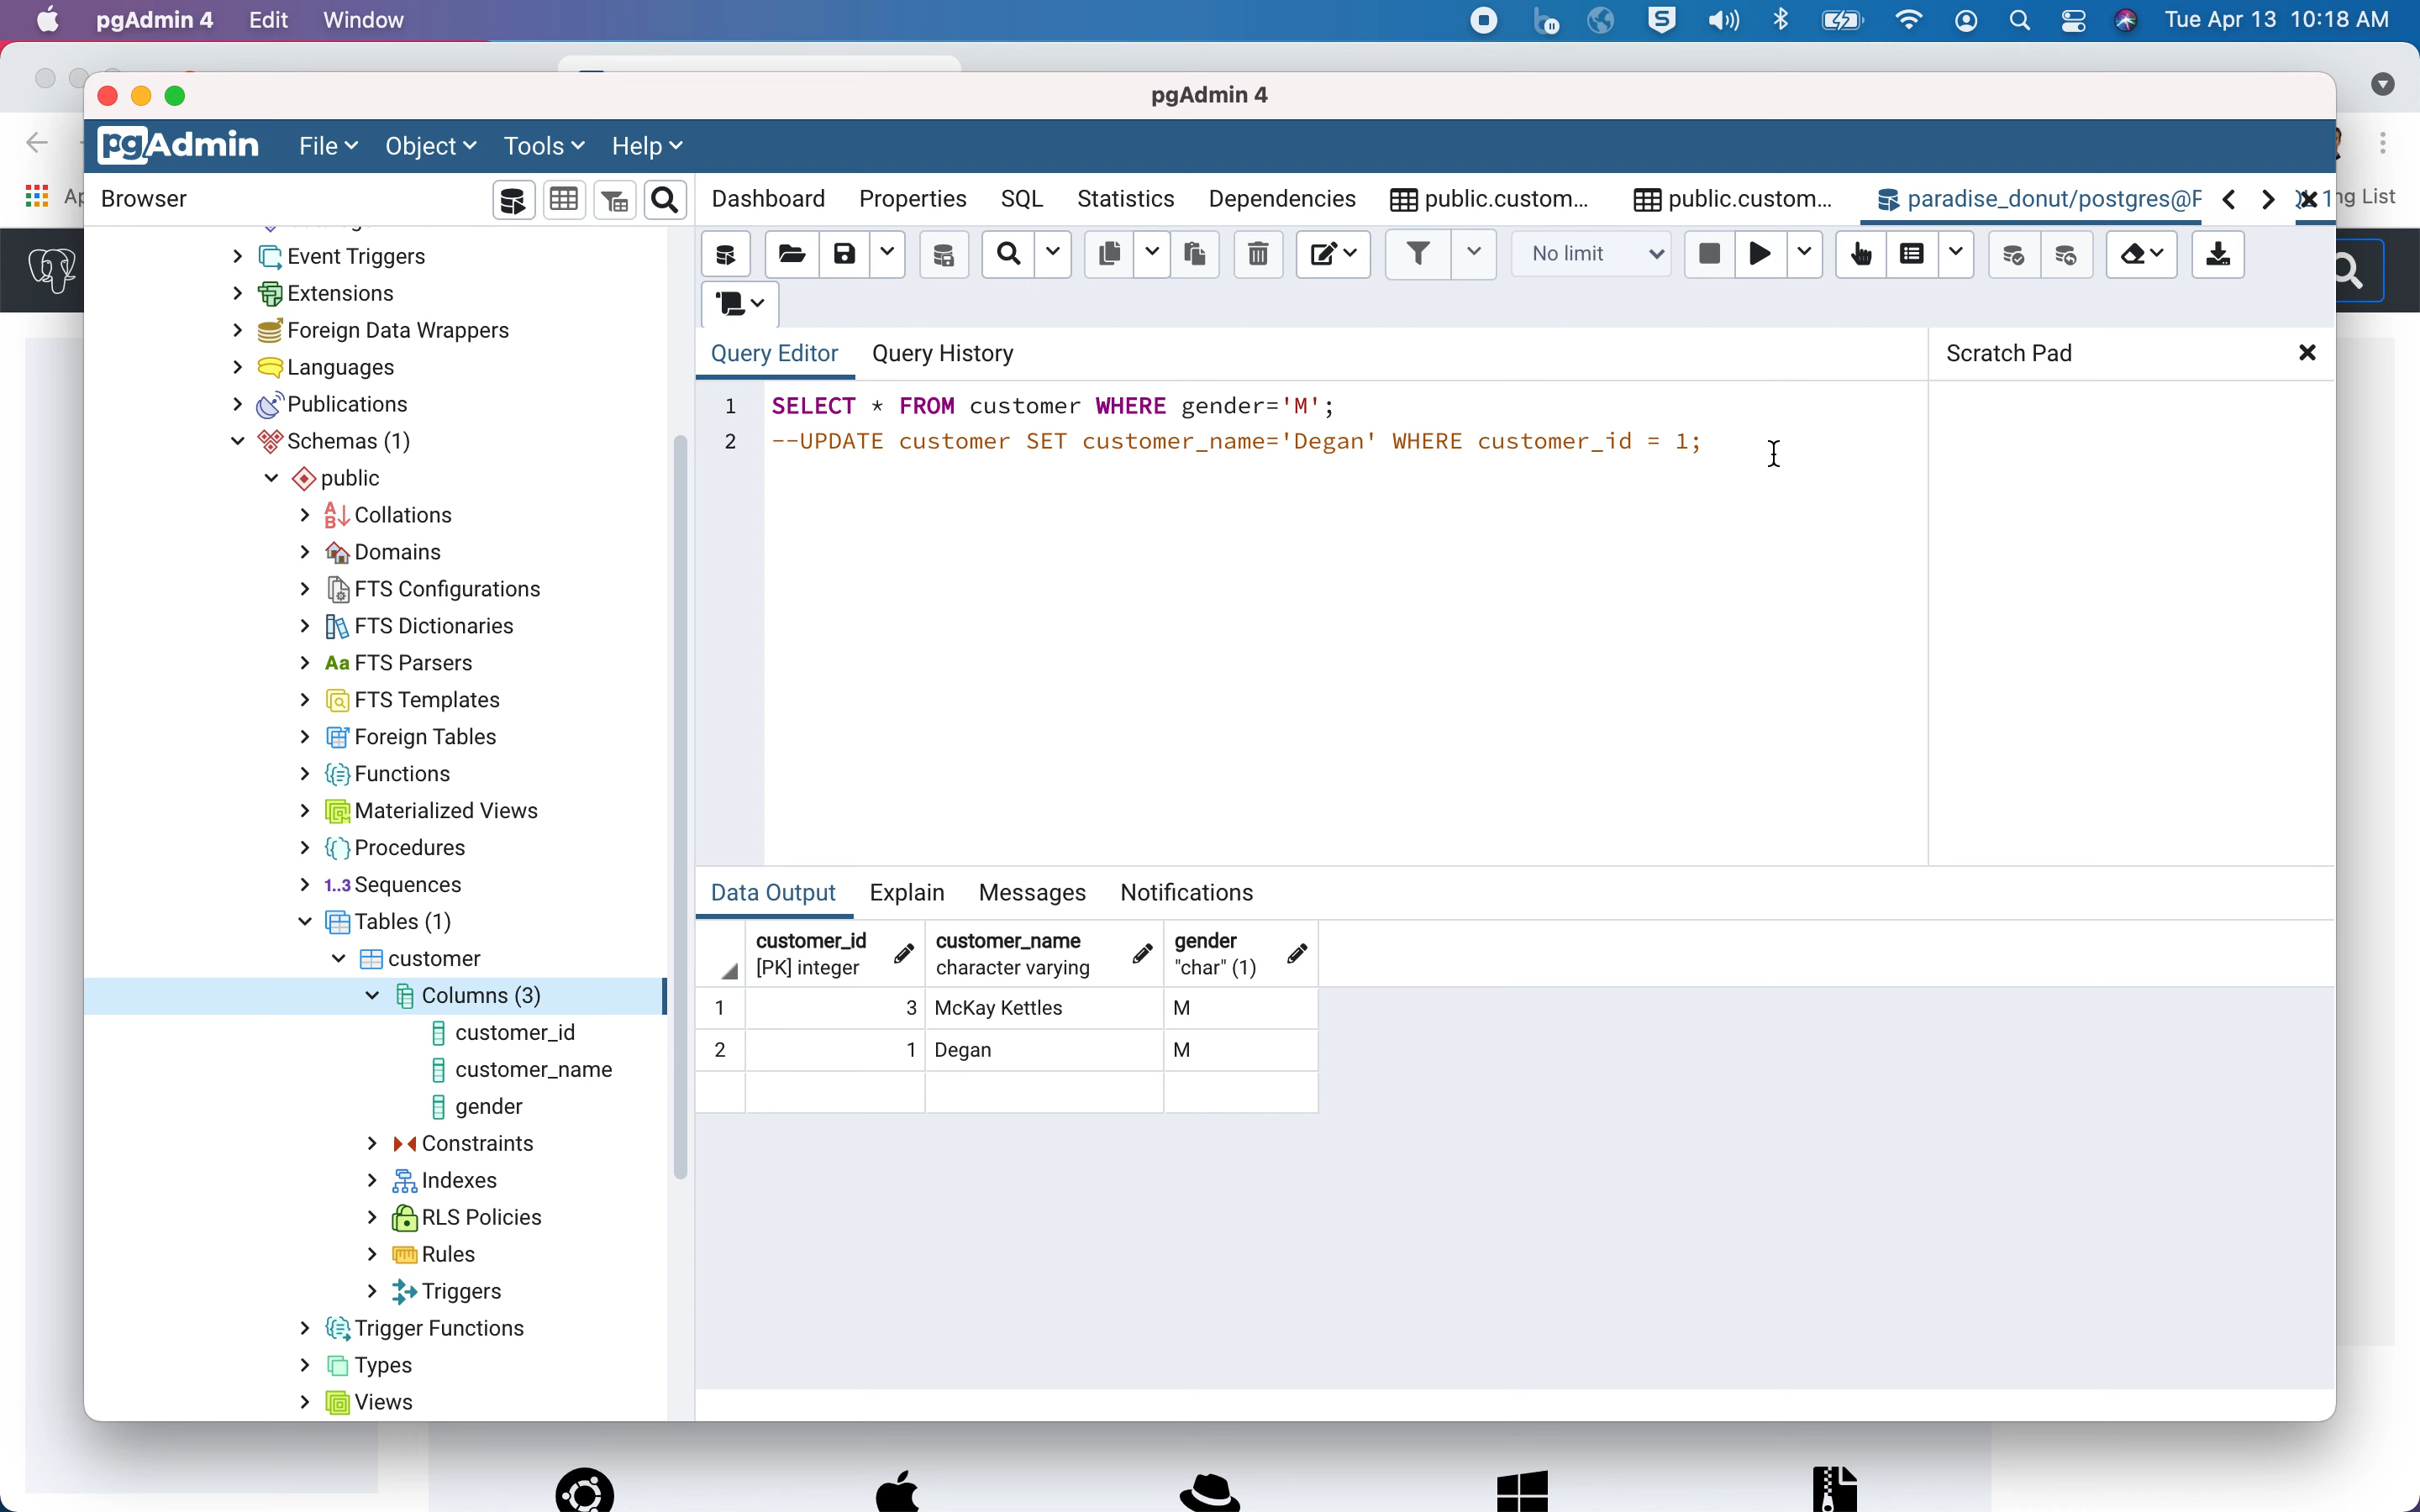 pgAdmin 4 Edit Window Tue Apr 13 10:18 AM
pgAdmin 4
pgAdmin File Object Tools Help
Browser
Dashboard Properties SQL Statistics Dependencies public.custom... public.custom... paradise_donut/postgres@P
ng List
No limit
Query Editor Query History
Scratch Pad
1 SELECT * FROM customer WHERE gender='M';
2 --UPDATE customer SET customer_name='Degan' WHERE customer_id = 1;
Event Triggers
Extensions
Foreign Data Wrappers
Languages
Publications
Schemas (1)
public
Collations
Domains
FTS Configurations
FTS Dictionaries
Aa FTS Parsers
FTS Templates
Foreign Tables
Functions
Materialized Views
Procedures
1..3 Sequences
Tables (1)
customer
Columns (3)
customer_id
customer_name
gender
Constraints
Indexes
RLS Policies
Rules
Triggers
Trigger Functions
Types
Views
Data Output Explain Messages Notifications
customer_id customer_name gender
[PK] integer character varying "char" (1)
1 3 McKay Kettles M
2 1 Degan M